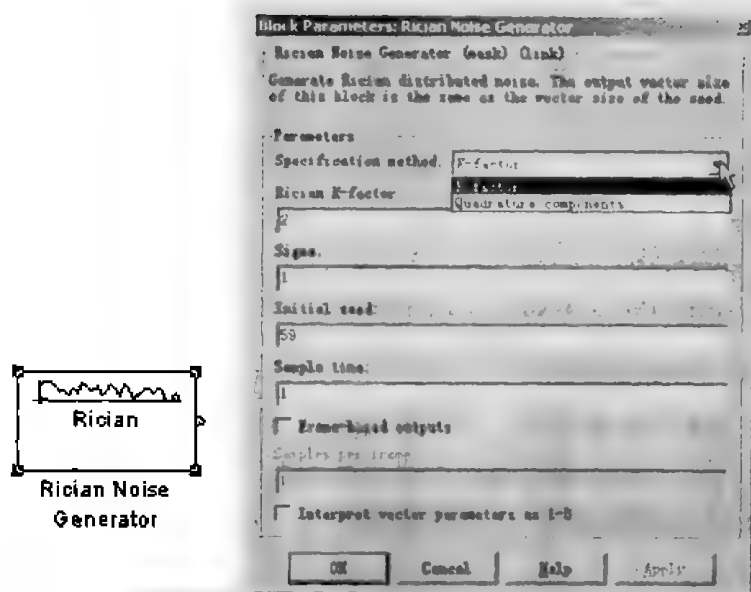 Block Parameters: Rician Noise Generator
Rician Noise Generator (mask) (link)
Generate Rician distributed noise. The output vector size
of this block is the same as the vector size of the seed.
Parameters
Specification method:
K-factor
K-factor
Quadrature components
Rician K-factor
2
Sigma:
1
Initial seed:
59
Sample time:
1
Frame-based outputs
Samples per frame
1
Interpret vector parameters as 1-D
OK
Cancel
Help
Apply
Rician
Rician Noise
Generator